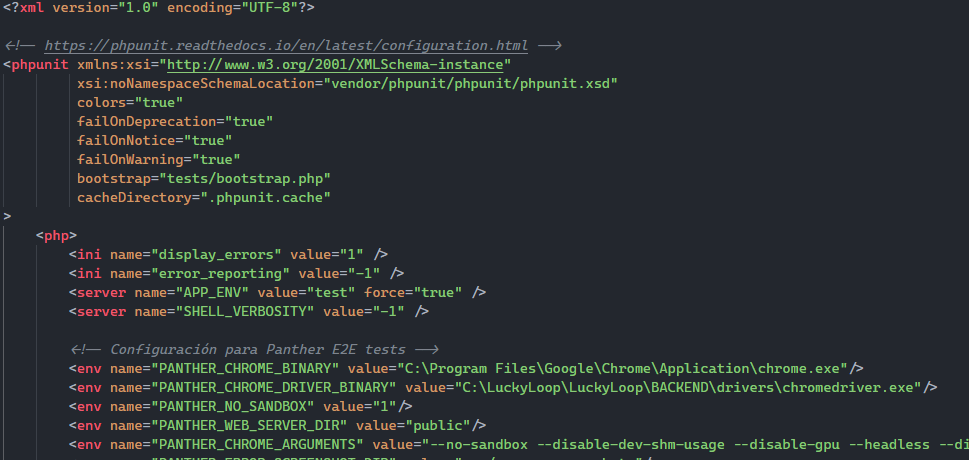 <?xml version="1.0" encoding="UTF-8"?>
<!-- https://phpunit.readthedocs.io/en/latest/configuration.html -->
<phpunit xmlns:xsi="http://www.w3.org/2001/XMLSchema-instance"
xsi:noNamespaceSchemaLocation="vendor/phpunit/phpunit/phpunit.xsd"
colors="true"
failOnDeprecation="true"
failOnNotice="true"
failOnWarning="true"
bootstrap="tests/bootstrap.php"
cacheDirectory=".phpunit.cache"
>
<php>
<ini name="display_errors" value="1" />
<ini name="error_reporting" value="-1" />
<server name="APP_ENV" value="test" force="true" />
<server name="SHELL_VERBOSITY" value="-1" />
<!-- Configuración para Panther E2E tests -->
<env name="PANTHER_CHROME_BINARY" value="C:\Program Files\Google\Chrome\Application\chrome.exe"/>
<env name="PANTHER_CHROME_DRIVER_BINARY" value="C:\LuckyLoop\LuckyLoop\BACKEND\drivers\chromedriver.exe"/>
<env name="PANTHER_NO_SANDBOX" value="1"/>
<env name="PANTHER_WEB_SERVER_DIR" value="public"/>
<env name="PANTHER_CHROME_ARGUMENTS" value="--no-sandbox --disable-dev-shm-usage --disable-gpu --headless --di